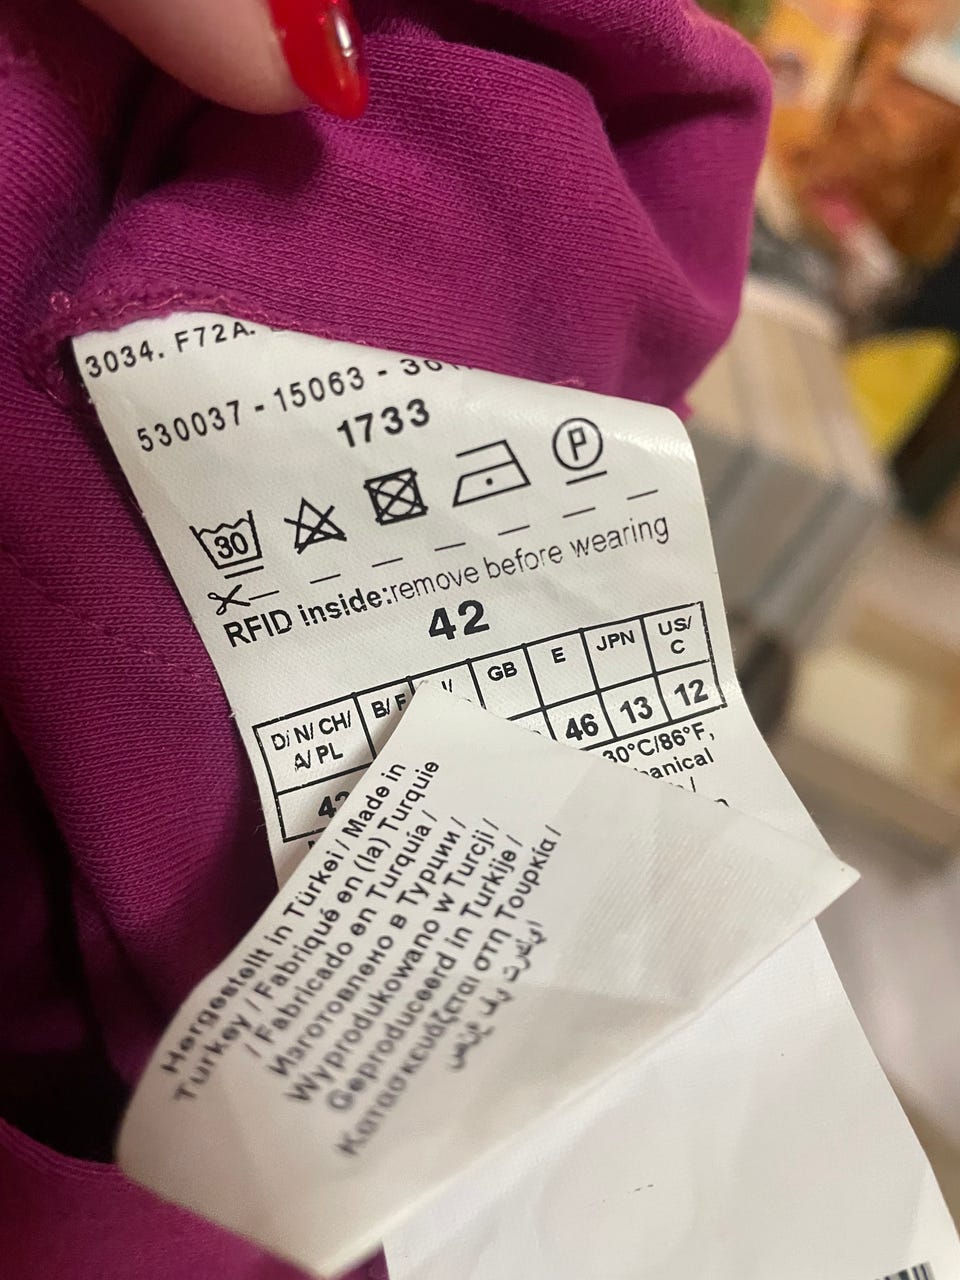 3034. F72A.
530037 - 15063 -
1733
30
RFID inside:remove before wearing
42
D/ N/ CH/ A/ PL B/ F GB E JPN US/ C
46 13 12
30°C/86°F,
Hergestellt in Türkei / Made in
Turkey / Fabriqué en (la) Turquie
/ Fabricado en Turquía /
Изготовлено в Турции /
Wyprodukowano w Turcji /
Geproduceerd in Turkije /
Κατασκευάζεται στη Τουρκία /